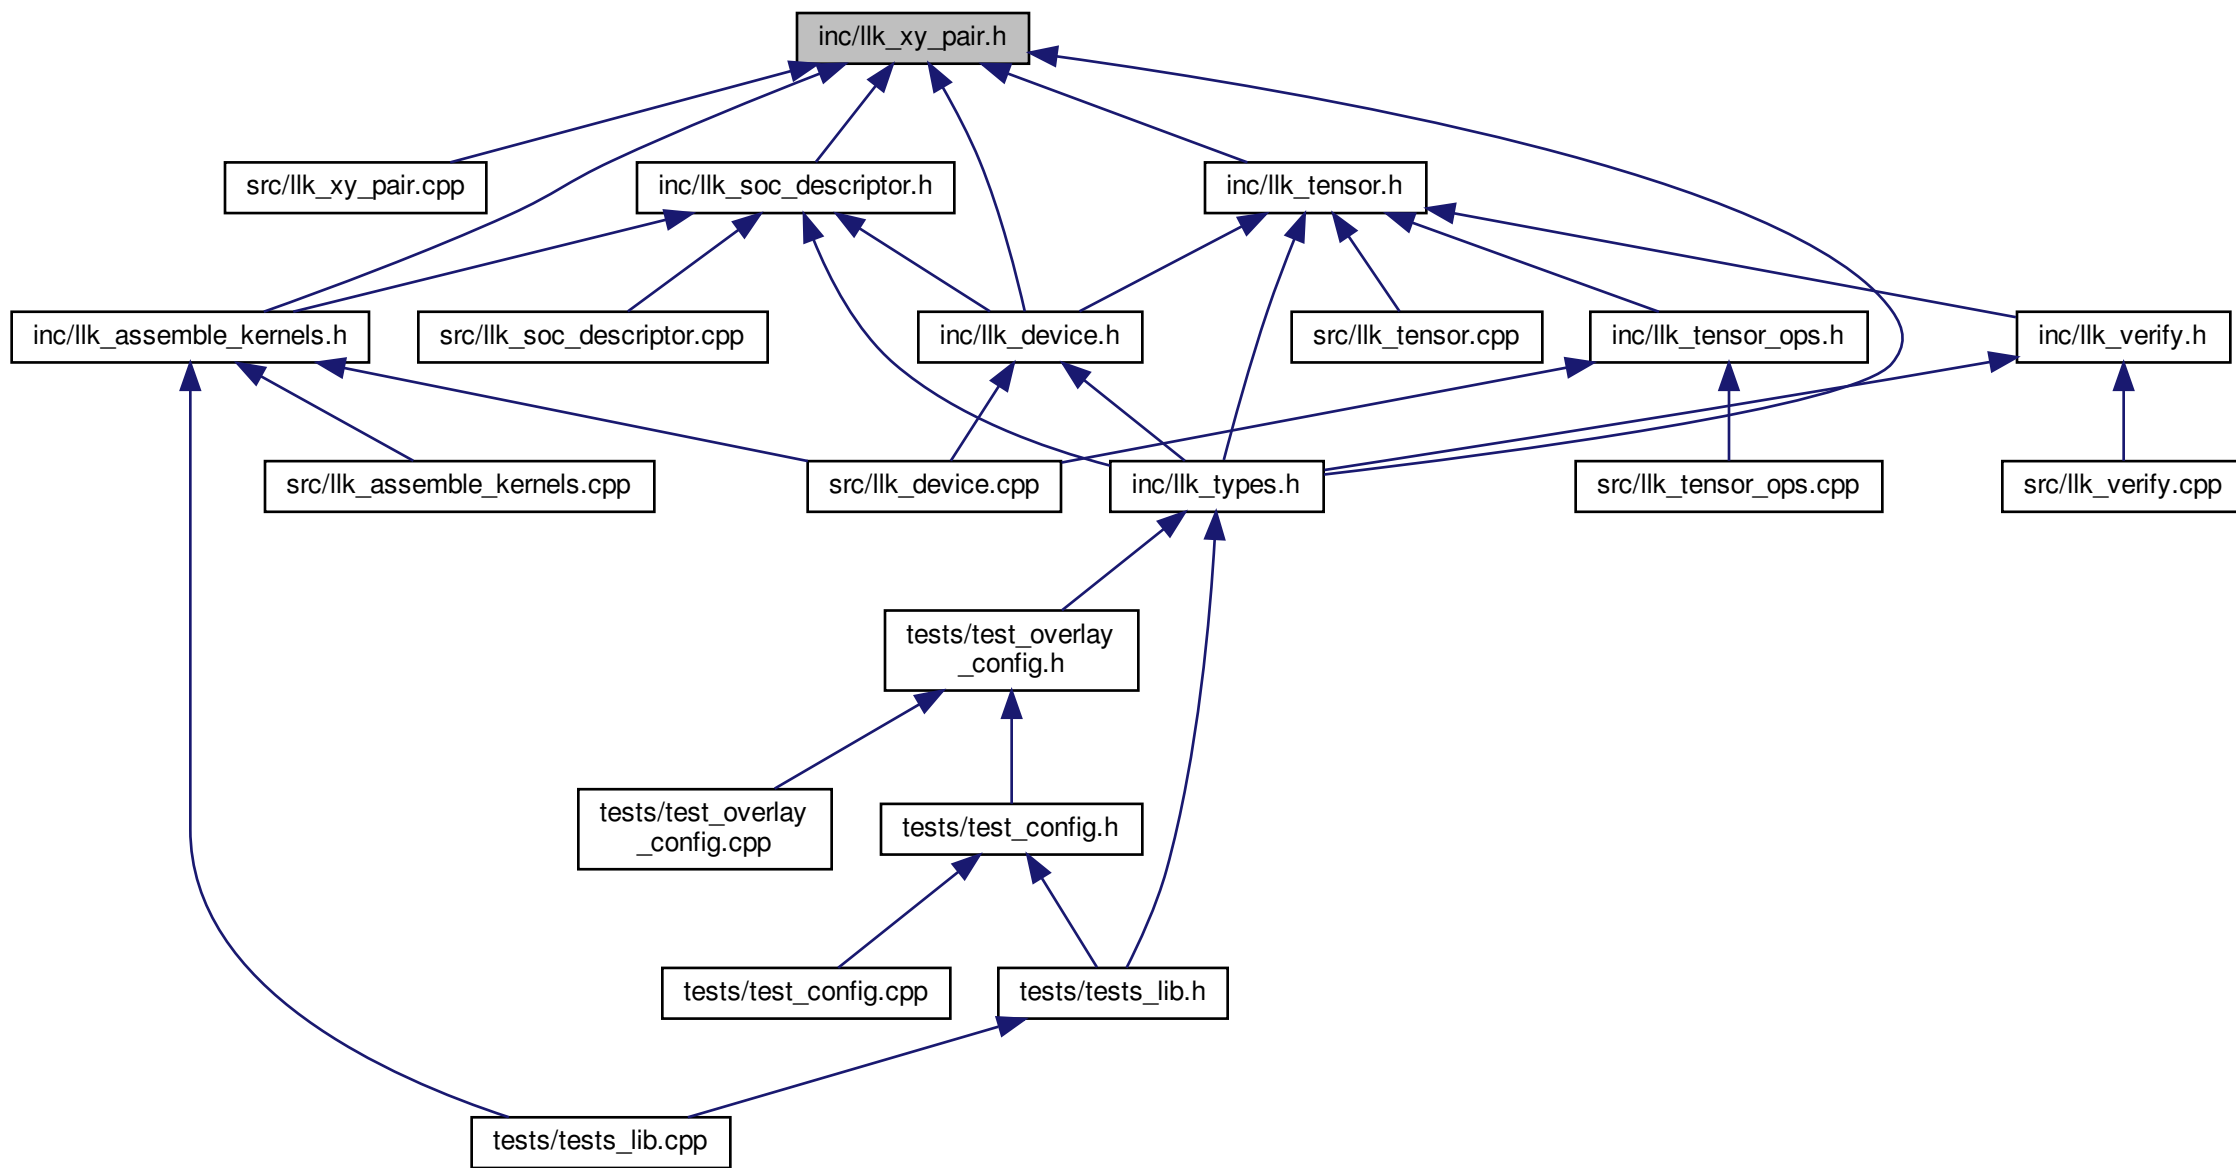 inc/llk_xy_pair.h
src/llk_xy_pair.cpp
inc/llk_soc_descriptor.h
inc/llk_tensor.h
inc/llk_assemble_kernels.h
src/llk_soc_descriptor.cpp
inc/llk_device.h
src/llk_tensor.cpp
inc/llk_tensor_ops.h
inc/llk_verify.h
src/llk_assemble_kernels.cpp
src/llk_device.cpp
inc/llk_types.h
src/llk_tensor_ops.cpp
src/llk_verify.cpp
tests/test_overlay
_config.h
tests/test_overlay
_config.cpp
tests/test_config.h
tests/test_config.cpp
tests/tests_lib.h
tests/tests_lib.cpp